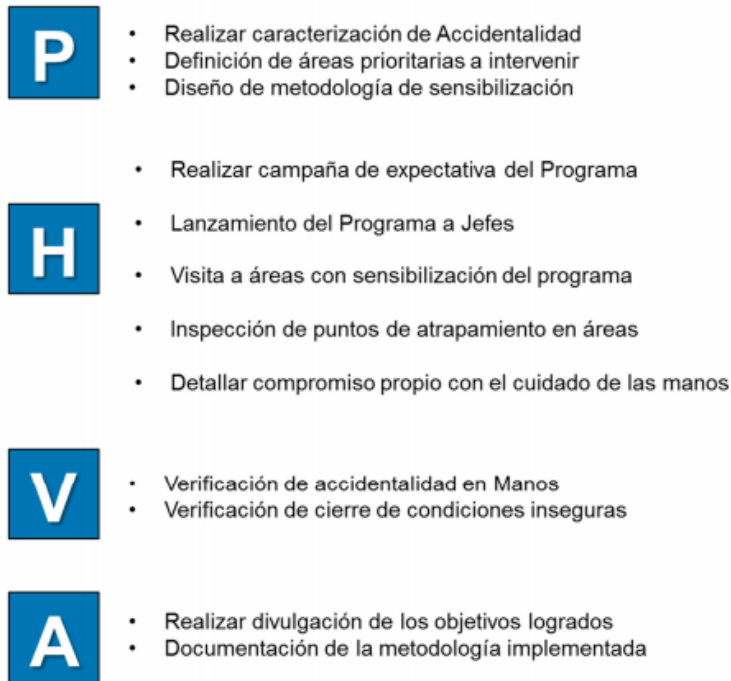 P
• Realizar caracterización de Accidentalidad
• Definición de áreas prioritarias a intervenir
• Diseño de metodología de sensibilización
• Realizar campaña de expectativa del Programa
H
• Lanzamiento del Programa a Jefes
• Visita a áreas con sensibilización del programa
• Inspección de puntos de atrapamiento en áreas
• Detallar compromiso propio con el cuidado de las manos
V
• Verificación de accidentalidad en Manos
• Verificación de cierre de condiciones inseguras
A
• Realizar divulgación de los objetivos logrados
• Documentación de la metodología implementada